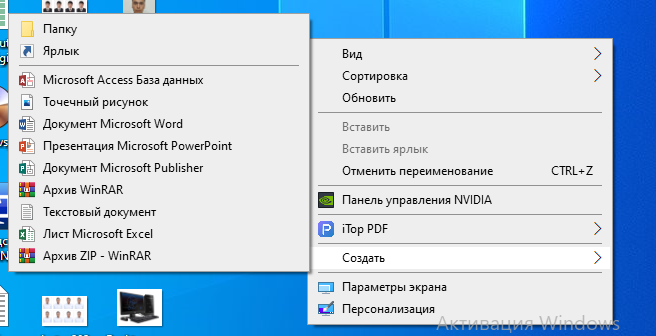 Папку
Ярлык
Microsoft Access База данных
Точечный рисунок
Документ Microsoft Word
Презентация Microsoft PowerPoint
Документ Microsoft Publisher
Архив WinRAR
Текстовый документ
Лист Microsoft Excel
Архив ZIP - WinRAR
Вид
Сортировка
Обновить
Вставить
Вставить ярлык
Отменить переименование CTRL+Z
Панель управления NVIDIA
iTop PDF
Создать
Параметры экрана
Персонализация
Активация Windows